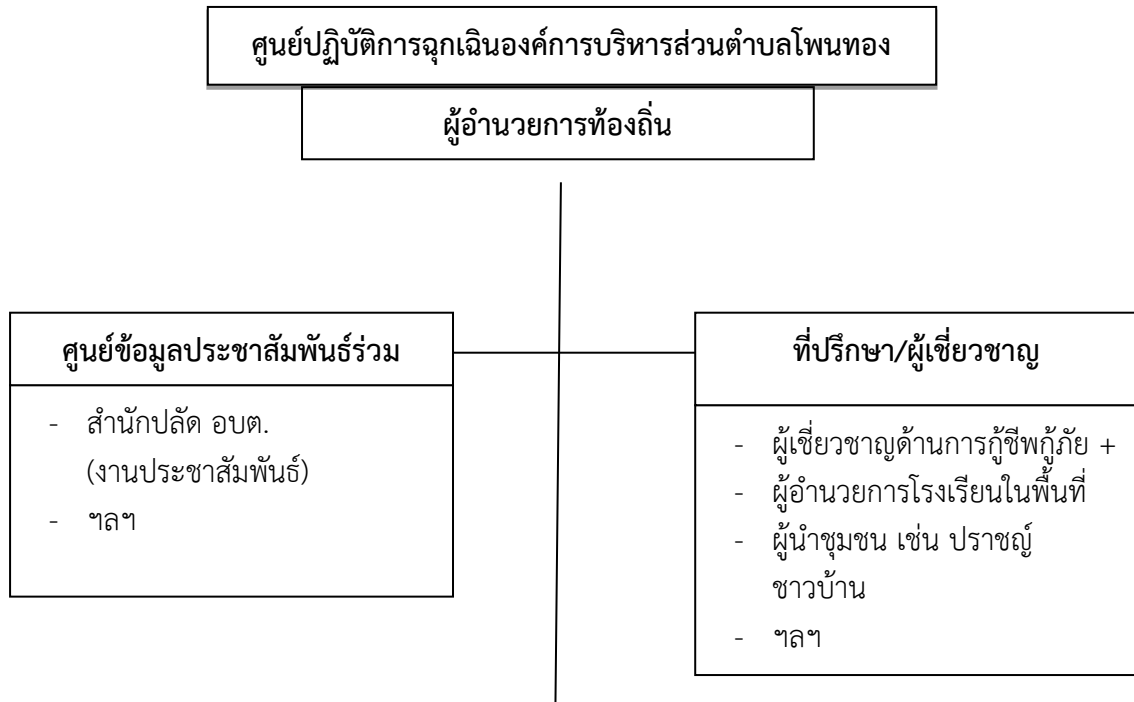 ศูนย์ปฏิบัติการฉุกเฉินองค์การบริหารส่วนตำบลโพนทอง
ผู้อำนวยการท้องถิ่น
ศูนย์ข้อมูลประชาสัมพันธ์ร่วม
- สำนักปลัด อบต.
(งานประชาสัมพันธ์)
- ฯลฯ
ที่ปรึกษา/ผู้เชี่ยวชาญ
- ผู้เชี่ยวชาญด้านการกู้ชีพกู้ภัย +
- ผู้อำนวยการโรงเรียนในพื้นที่
- ผู้นำชุมชน เช่น ปราชญ์
ชาวบ้าน
- ฯลฯ